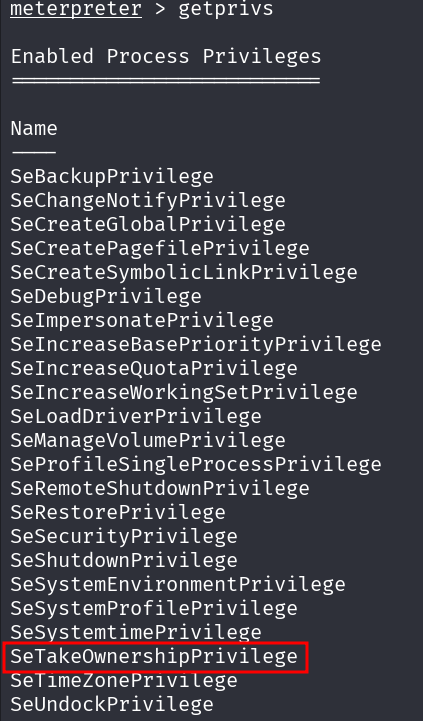 meterpreter > getprivs
Enabled Process Privileges
==========================
Name
----
SeBackupPrivilege
SeChangeNotifyPrivilege
SeCreateGlobalPrivilege
SeCreatePagefilePrivilege
SeCreateSymbolicLinkPrivilege
SeDebugPrivilege
SeImpersonatePrivilege
SeIncreaseBasePriorityPrivilege
SeIncreaseQuotaPrivilege
SeIncreaseWorkingSetPrivilege
SeLoadDriverPrivilege
SeManageVolumePrivilege
SeProfileSingleProcessPrivilege
SeRemoteShutdownPrivilege
SeRestorePrivilege
SeSecurityPrivilege
SeShutdownPrivilege
SeSystemEnvironmentPrivilege
SeSystemProfilePrivilege
SeSystemtimePrivilege
SeTakeOwnershipPrivilege
SeTimeZonePrivilege
SeUndockPrivilege